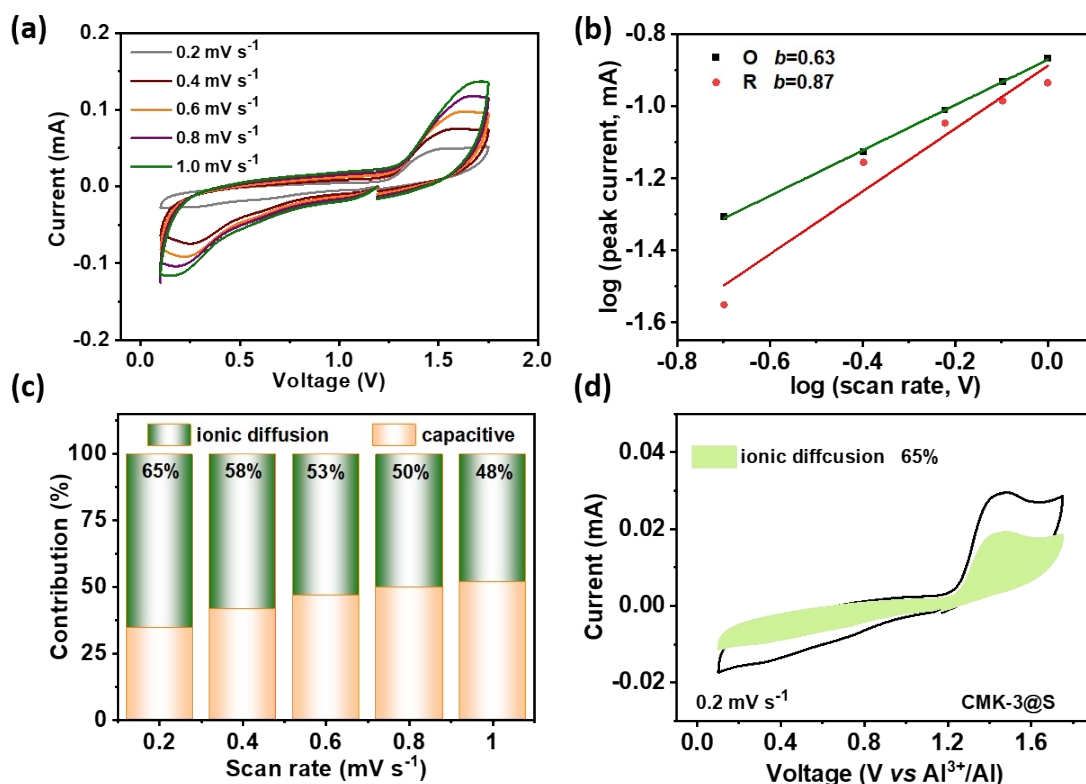 (a)
0.2 mV s⁻¹
0.4 mV s⁻¹
0.6 mV s⁻¹
0.8 mV s⁻¹
1.0 mV s⁻¹
Current (mA)
0.2
0.1
0.0
-0.1
-0.2
0.0 0.5 1.0 1.5 2.0
Voltage (V)
(b)
O b=0.63
R b=0.87
log (peak current, mA)
-0.8
-1.0
-1.2
-1.4
-1.6
-0.8 -0.6 -0.4 -0.2 0.0
log (scan rate, V)
(c)
ionic diffusion capacitive
Contribution (%)
100
75
50
25
0
65% 58% 53% 50% 48%
0.2 0.4 0.6 0.8 1
Scan rate (mV s⁻¹)
(d)
ionic diffcusion 65%
Current (mA)
0.04
0.02
0.00
-0.02
0.2 mV s⁻¹ CMK-3@S
0.0 0.4 0.8 1.2 1.6
Voltage (V vs Al³⁺/Al)